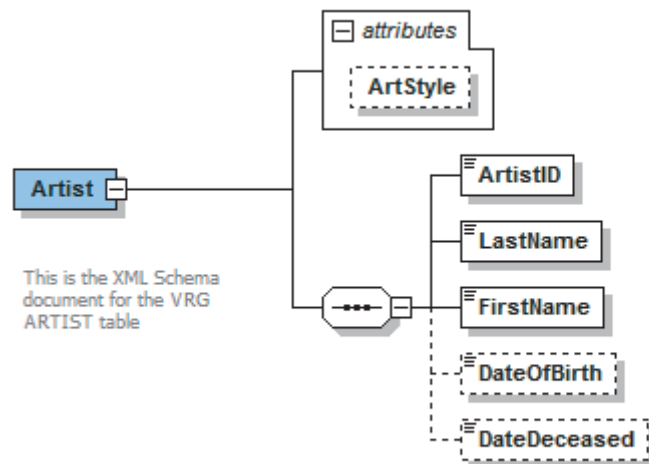 attributes
ArtStyle
Artist
This is the XML Schema
document for the VRG
ARTIST table
ArtistID
LastName
FirstName
DateOfBirth
DateDeceased